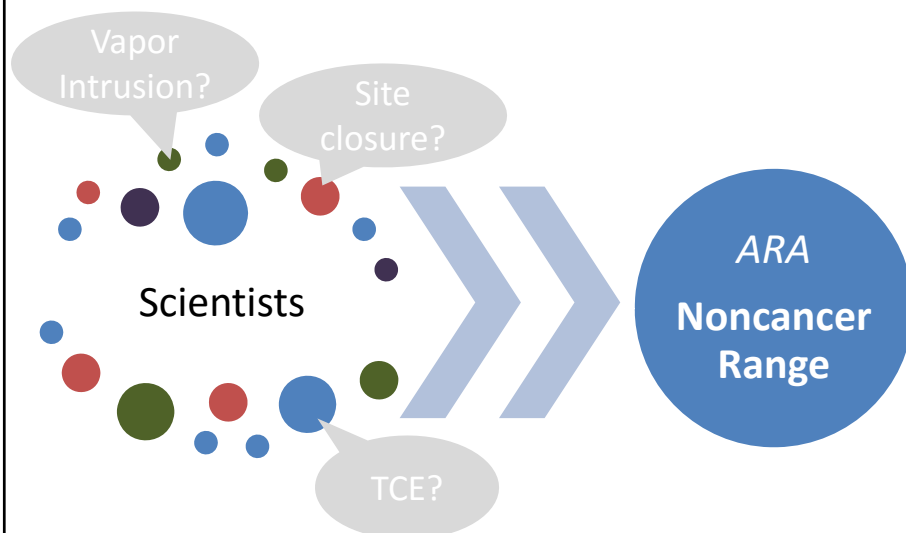 Vapor
Intrusion?
Site
closure?
Scientists
ARA
Noncancer
Range
TCE?